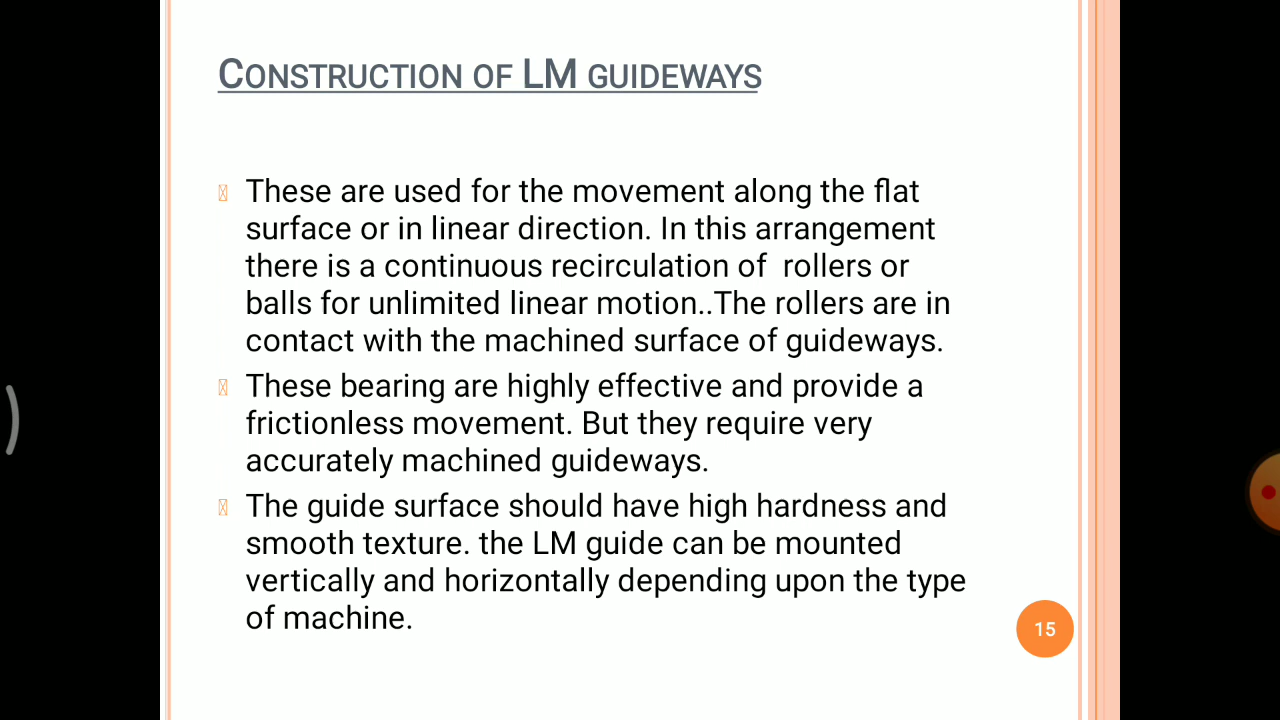 CONSTRUCTION OF LM GUIDEWAYS
These are used for the movement along the flat
surface or in linear direction. In this arrangement
there is a continuous recirculation of  rollers or
balls for unlimited linear motion..The rollers are in
contact with the machined surface of guideways.
These bearing are highly effective and provide a
frictionless movement. But they require very
accurately machined guideways.
The guide surface should have high hardness and
smooth texture. the LM guide can be mounted
vertically and horizontally depending upon the type
of machine.
15